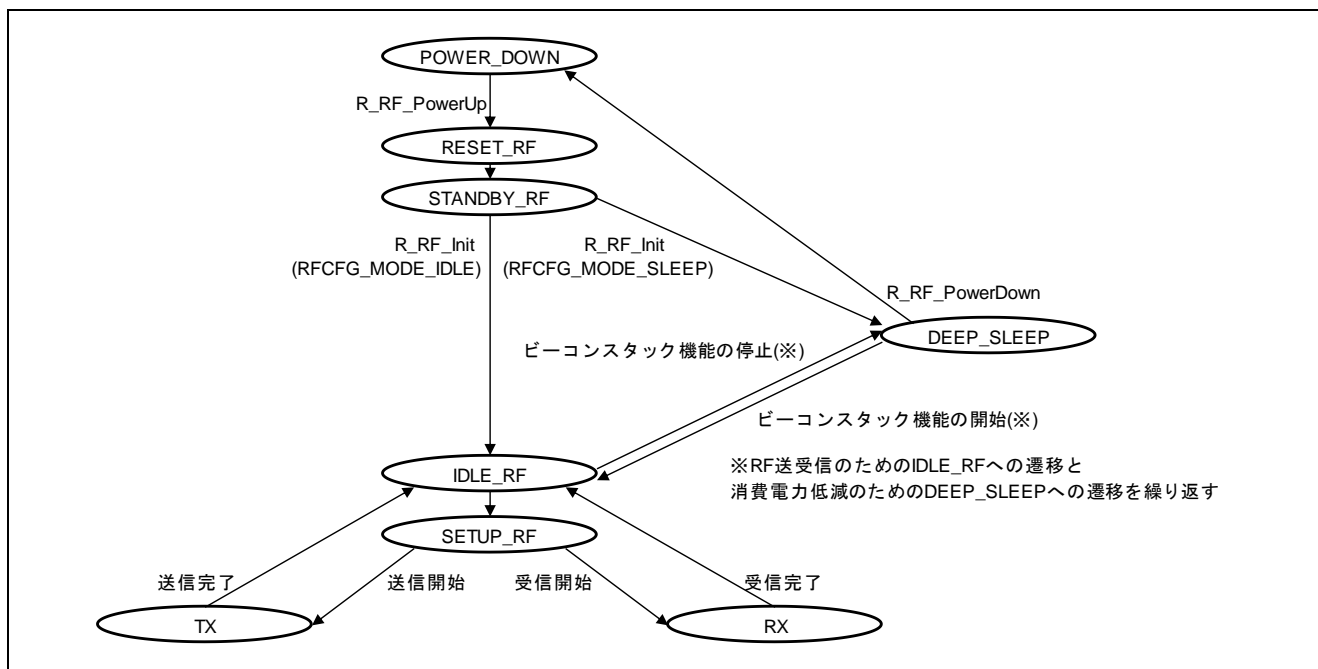 POWER_DOWN
R_RF_PowerUp
RESET_RF
STANDBY_RF
R_RF_Init
(RFCFG_MODE_IDLE)
R_RF_Init
(RFCFG_MODE_SLEEP)
R_RF_PowerDown
DEEP_SLEEP
ビーコンスタック機能の停止(※)
ビーコンスタック機能の開始(※)
※RF送受信のためのIDLE_RFへの遷移と
消費電力低減のためのDEEP_SLEEPへの遷移を繰り返す
IDLE_RF
SETUP_RF
送信完了
送信開始
受信開始
受信完了
TX
RX